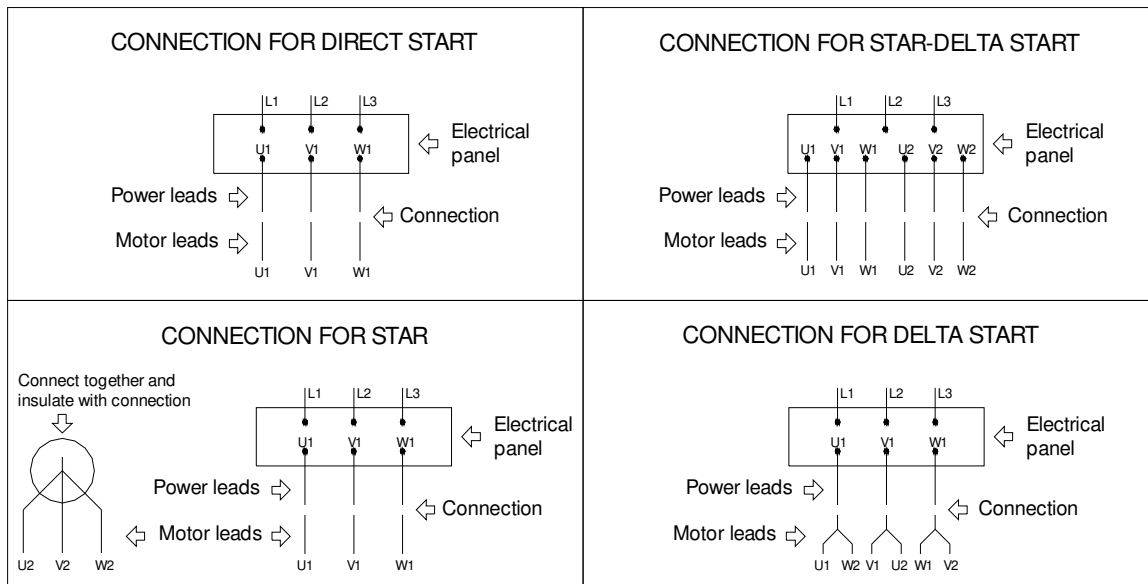 CONNECTION FOR DIRECT START
L1 L2 L3
U1 V1 W1
Electrical
panel
Power leads
Connection
Motor leads
U1 V1 W1
CONNECTION FOR STAR-DELTA START
L1 L2 L3
U1 V1 W1 U2 V2 W2
Electrical
panel
Power leads
Connection
Motor leads
U1 V1 W1 U2 V2 W2
CONNECTION FOR STAR
Connect together and
insulate with connection
L1 L2 L3
U1 V1 W1
Electrical
panel
Power leads
Connection
Motor leads
U2 V2 W2
U1 V1 W1
CONNECTION FOR DELTA START
L1 L2 L3
U1 V1 W1
Electrical
panel
Power leads
Connection
Motor leads
U1 W2 V1 U2 W1 V2